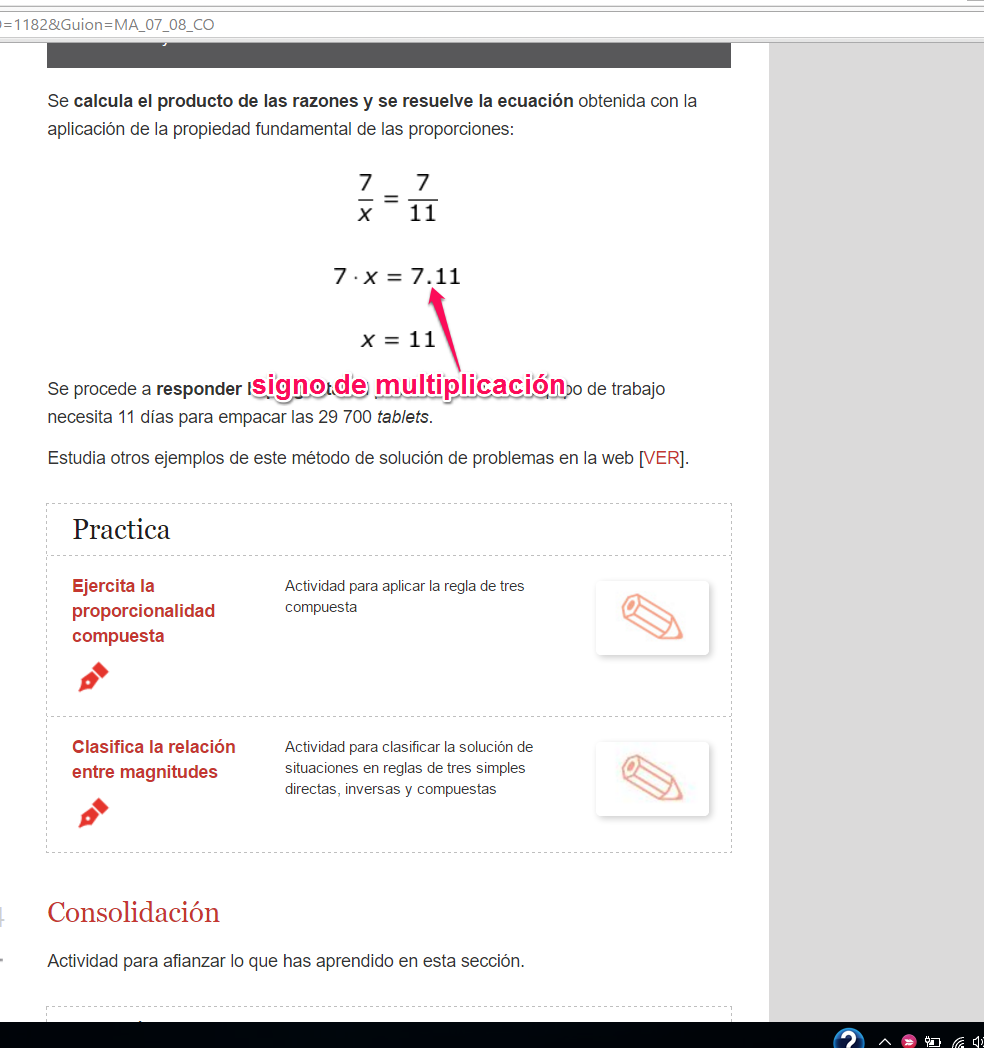 =1182&Guion=MA_07_08_CO
Se calcula el producto de las razones y se resuelve la ecuación obtenida con la
aplicación de la propiedad fundamental de las proporciones:
7/x = 7/11
7 · x = 7.11
x = 11
signo de multiplicación
Se procede a responder de trabajo
necesita 11 días para empacar las 29 700 tablets.
Estudia otros ejemplos de este método de solución de problemas en la web [VER].
Practica
Ejercita la
proporcionalidad
compuesta
Actividad para aplicar la regla de tres
compuesta
Clasifica la relación
entre magnitudes
Actividad para clasificar la solución de
situaciones en reglas de tres simples
directas, inversas y compuestas
Consolidación
Actividad para afianzar lo que has aprendido en esta sección.